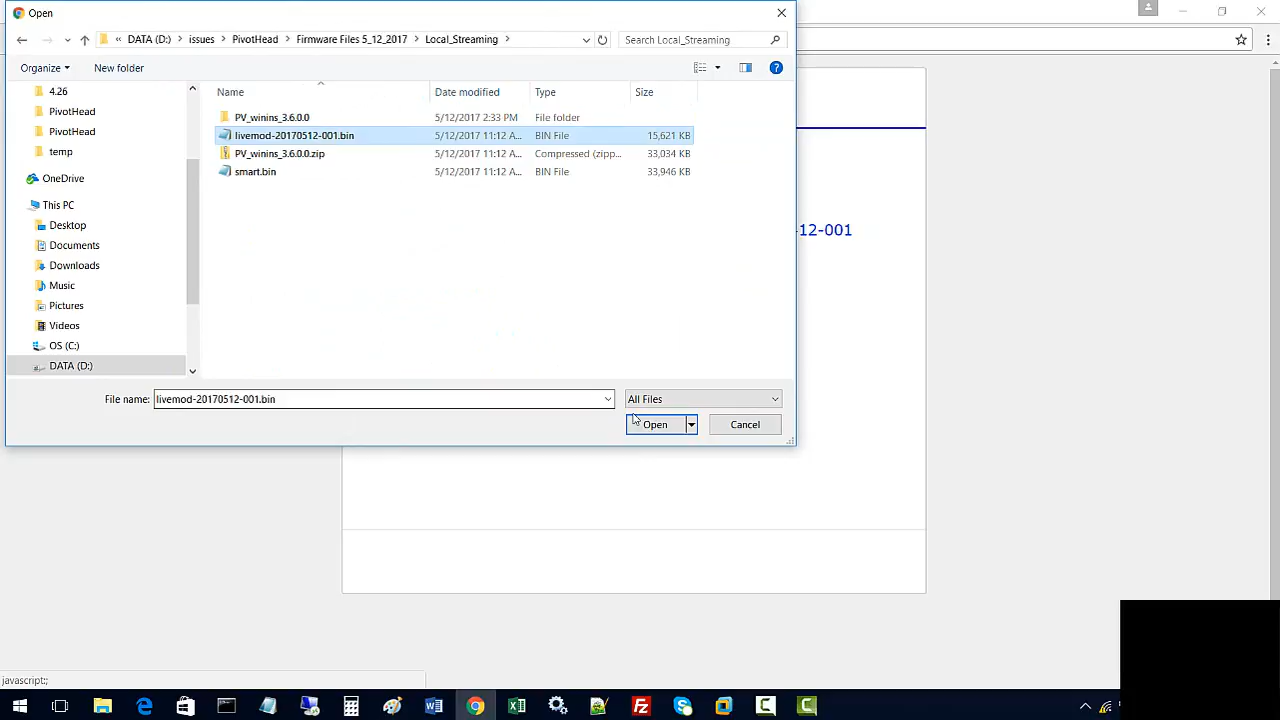 Open
« DATA (D:) > issues > PivotHead > Firmware Files 5_12_2017 > Local_Streaming >
Search Local_Streaming
Organize
New folder
Name
Date modified
Type
Size
4.26
PivotHead
PivotHead
temp
OneDrive
This PC
Desktop
Documents
Downloads
Music
Pictures
Videos
OS (C:)
DATA (D:)
PV_winins_3.6.0.0 5/12/2017 2:33 PM File folder
livemod-20170512-001.bin 5/12/2017 11:12 A... BIN File 15,621 KB
PV_winins_3.6.0.0.zip 5/12/2017 11:12 A... Compressed (zipp... 33,034 KB
smart.bin 5/12/2017 11:12 A... BIN File 33,946 KB
-12-001
File name:
livemod-20170512-001.bin
All Files
Open
Cancel
javascript:;